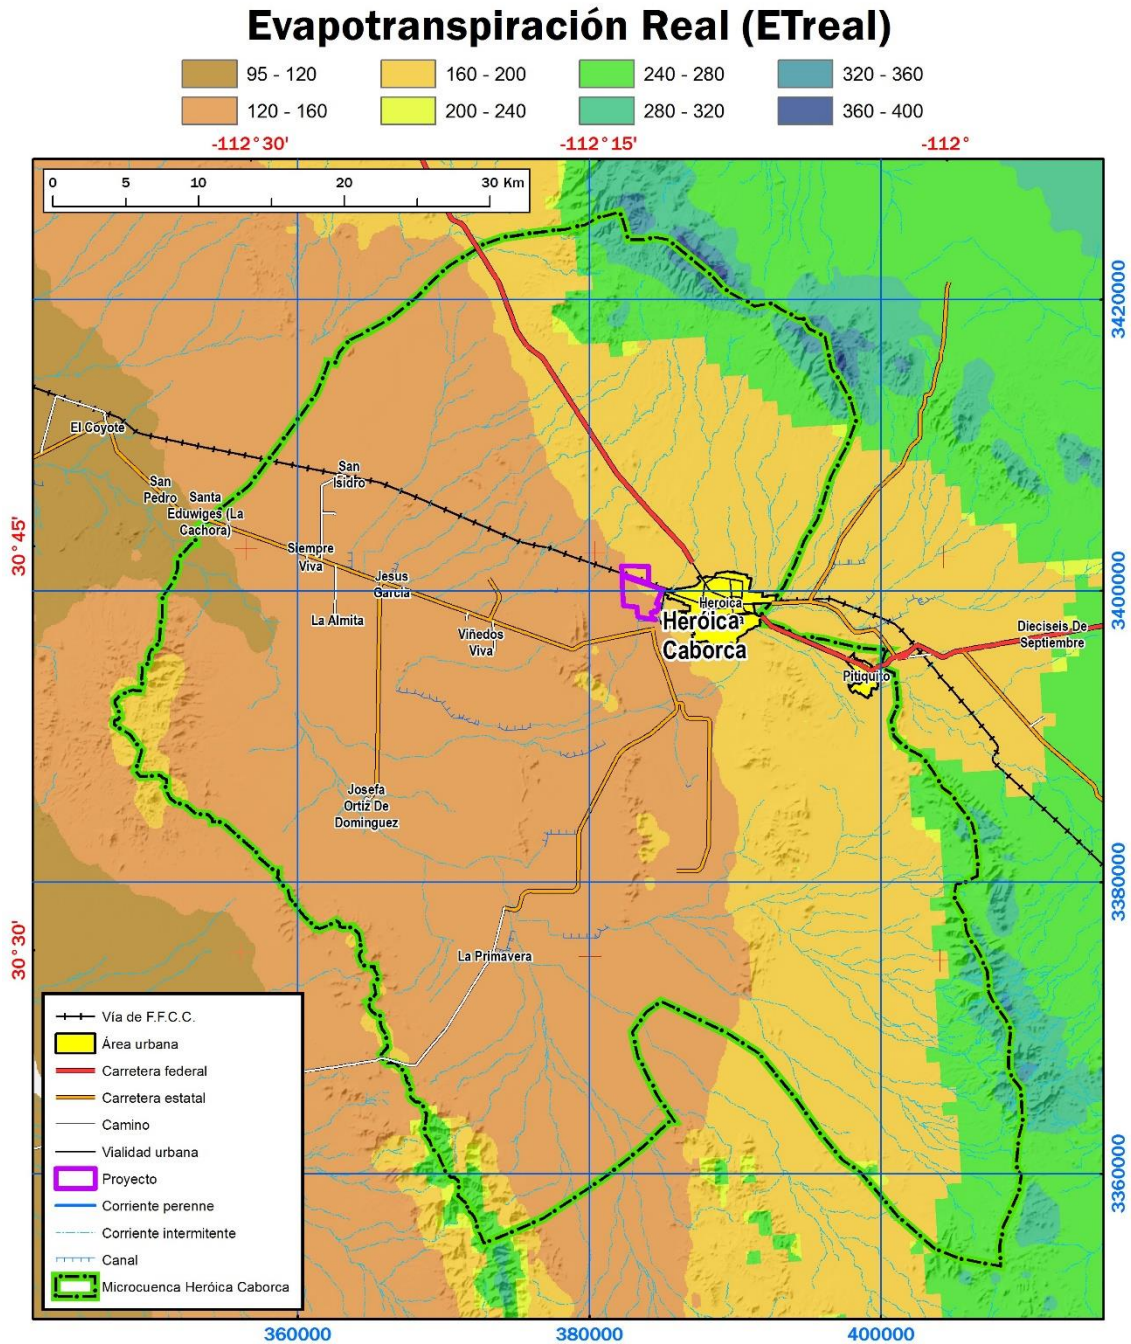 Evapotranspiración Real (ETreal)
95 - 120
160 - 200
240 - 280
320 - 360
120 - 160
200 - 240
280 - 320
360 - 400
-112°30'
-112°15'
-112°
0
5
10
20
30 Km
3420000
El Coyote
San
Isidro
San
Pedro
Santa
Eduwiges (La
Cachora)
30°45'
Siempre
Viva
Jesus
Garcia
La Almita
Viñedos
Viva
Heroica
Heróica
Caborca
3400000
Dieciseis De
Septiembre
Pitiquito
Josefa
Ortiz De
Dominguez
3380000
30°30'
La Primavera
Vía de F.F.C.C.
Área urbana
Carretera federal
Carretera estatal
Camino
Vialidad urbana
Proyecto
Corriente perenne
Corriente intermitente
Canal
Microcuenca Heróica Caborca
3360000
360000
380000
400000